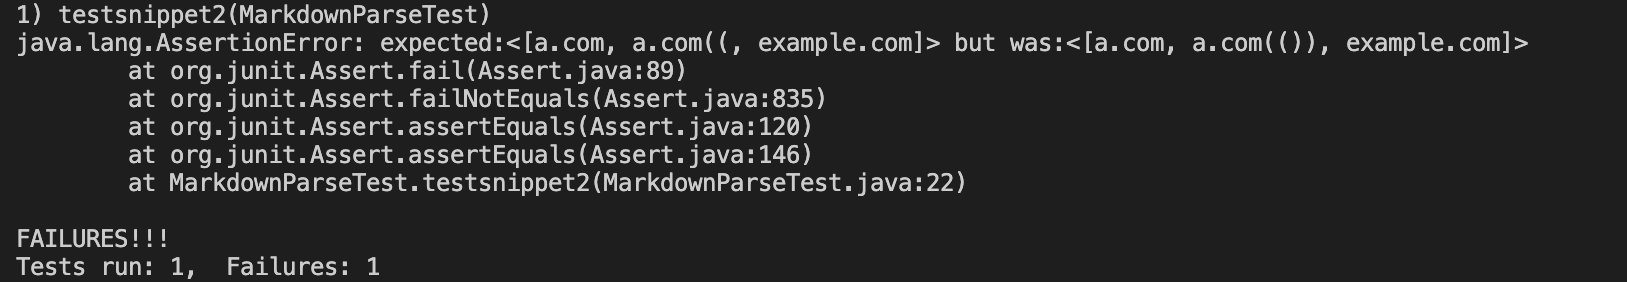 1) testsnippet2(MarkdownParseTest)
java.lang.AssertionError: expected:<[a.com, a.com((, example.com]> but was:<[a.com, a.com(()), example.com]>
        at org.junit.Assert.fail(Assert.java:89)
        at org.junit.Assert.failNotEquals(Assert.java:835)
        at org.junit.Assert.assertEquals(Assert.java:120)
        at org.junit.Assert.assertEquals(Assert.java:146)
        at MarkdownParseTest.testsnippet2(MarkdownParseTest.java:22)

FAILURES!!!
Tests run: 1,  Failures: 1